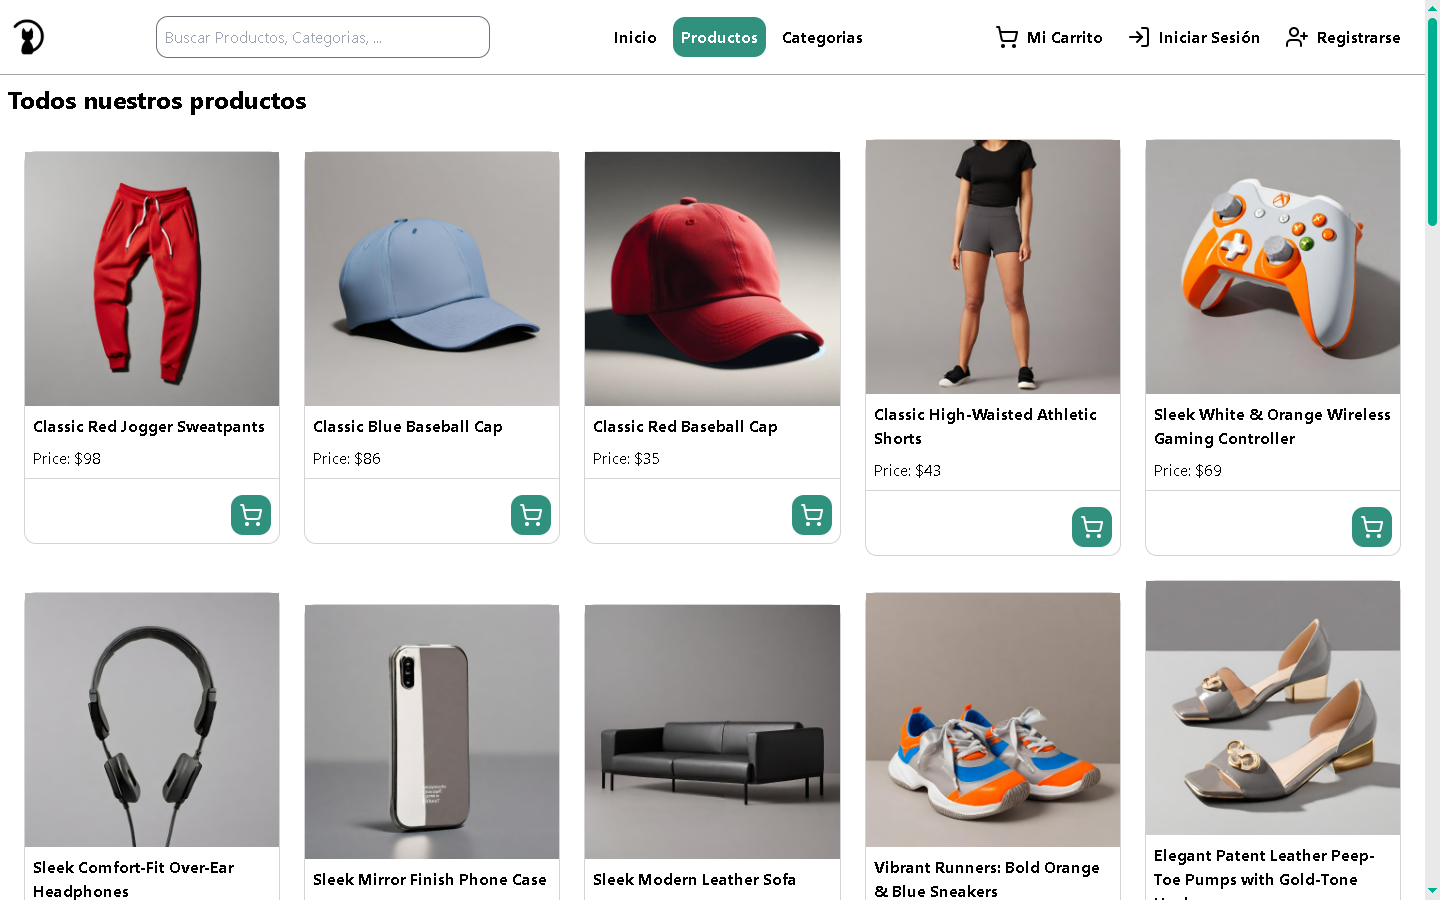 Buscar Productos, Categorias, ...
Inicio
Productos
Categorias
Mi Carrito
Iniciar Sesión
Registrarse
Todos nuestros productos
Classic Red Jogger Sweatpants
Price: $98
Classic Blue Baseball Cap
Price: $86
Classic Red Baseball Cap
Price: $35
Classic High-Waisted Athletic
Shorts
Price: $43
Sleek White & Orange Wireless
Gaming Controller
Price: $69
Sleek Comfort-Fit Over-Ear
Headphones
Sleek Mirror Finish Phone Case
Sleek Modern Leather Sofa
Vibrant Runners: Bold Orange
& Blue Sneakers
Elegant Patent Leather Peep-
Toe Pumps with Gold-Tone